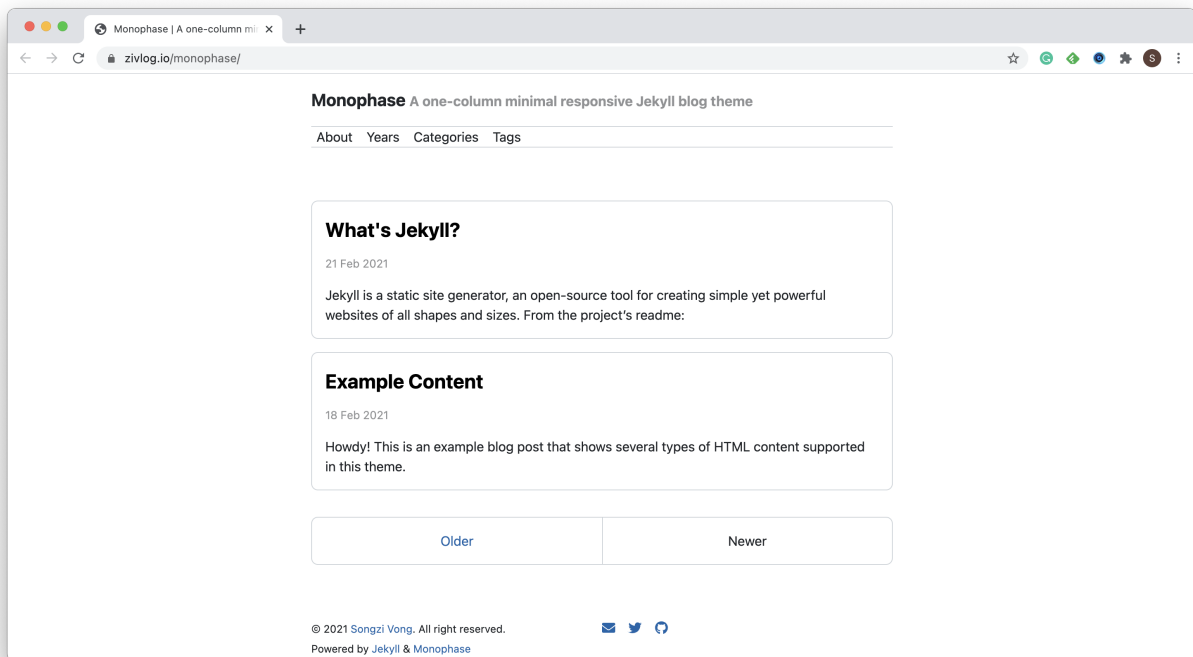 Monophase | A one-column mi
zivlog.io/monophase/
S
Monophase A one-column minimal responsive Jekyll blog theme
About Years Categories Tags
What's Jekyll?
21 Feb 2021
Jekyll is a static site generator, an open-source tool for creating simple yet powerful
websites of all shapes and sizes. From the project’s readme:
Example Content
18 Feb 2021
Howdy! This is an example blog post that shows several types of HTML content supported
in this theme.
Older Newer
© 2021 Songzi Vong. All right reserved.
Powered by Jekyll & Monophase